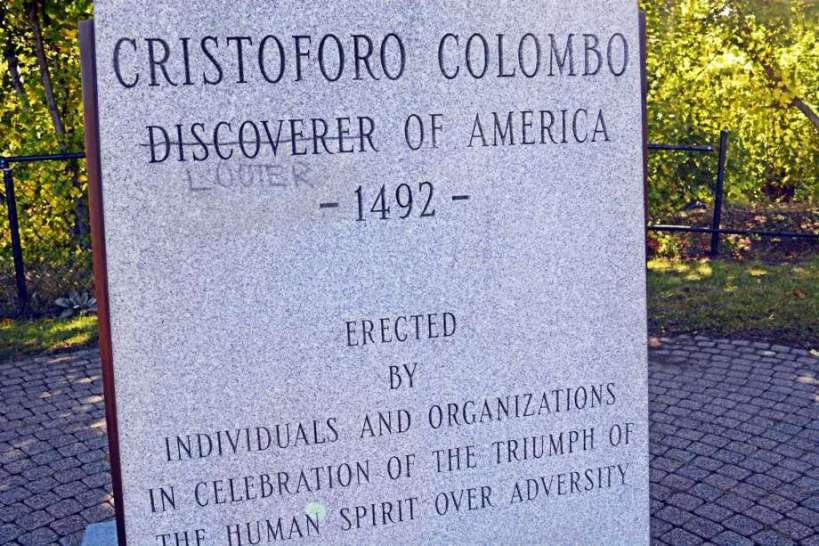 CRISTOFORO COLOMBO
DISCOVERER OF AMERICA
LOOTER
- 1492 -
ERECTED
BY
INDIVIDUALS AND ORGANIZATIONS
IN CELEBRATION OF THE TRIUMPH OF
THE HUMAN SPIRIT OVER ADVERSITY